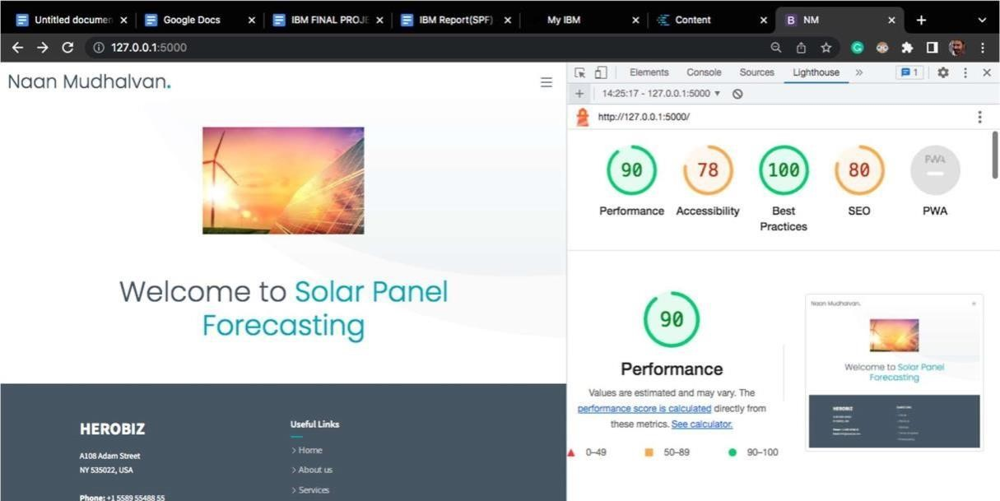 Untitled documen
Google Docs
IBM FINAL PROJE
IBM Report(SPF)
My IBM
Content
B NM
127.0.0.1:5000
Naan Mudhalvan.
Welcome to Solar Panel
Forecasting
HEROBIZ
A108 Adam Street
NY 535022, USA
Phone: +1 5589 55488 55
Useful Links
Home
About us
Services
Elements Console Sources Lighthouse » 1
14:25:17 - 127.0.0.1:5000
http://127.0.0.1:5000/
90 78 100 80 PWA
Performance Accessibility Best
Practices SEO PWA
90
Performance
Values are estimated and may vary. The
performance score is calculated directly from
these metrics. See calculator.
0–49 50–89 90–100
Naan Mudhalvan.
Welcome to Solar Panel
Forecasting
HEROBIZ